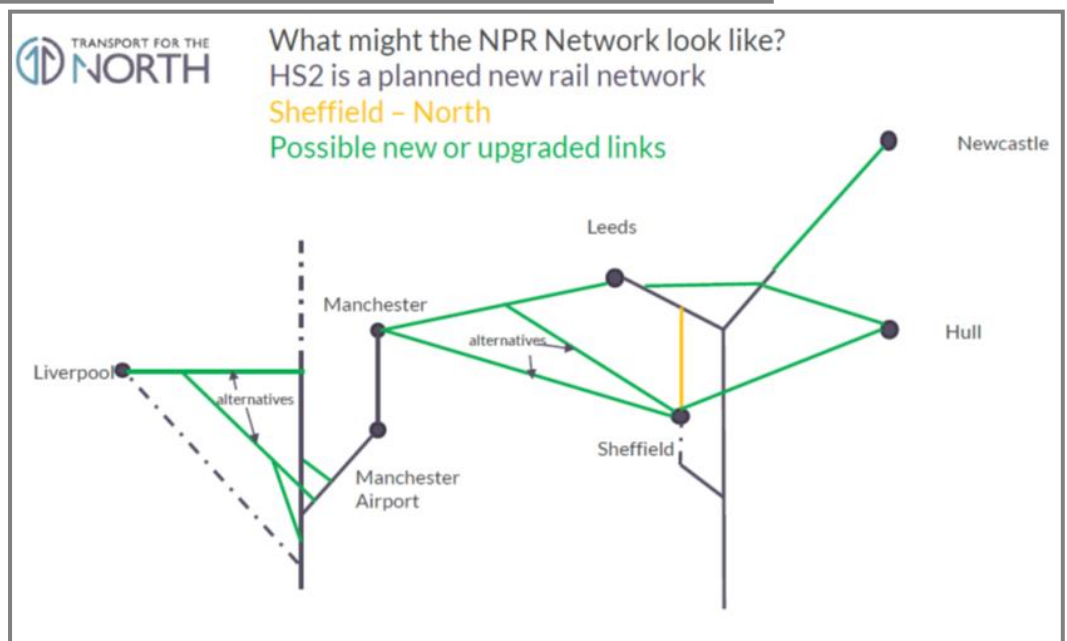 TRANSPORT FOR THE
NORTH
What might the NPR Network look like?
HS2 is a planned new rail network
Sheffield – North
Possible new or upgraded links
Newcastle
Leeds
Manchester
alternatives
Hull
Liverpool
alternatives
Sheffield
Manchester
Airport